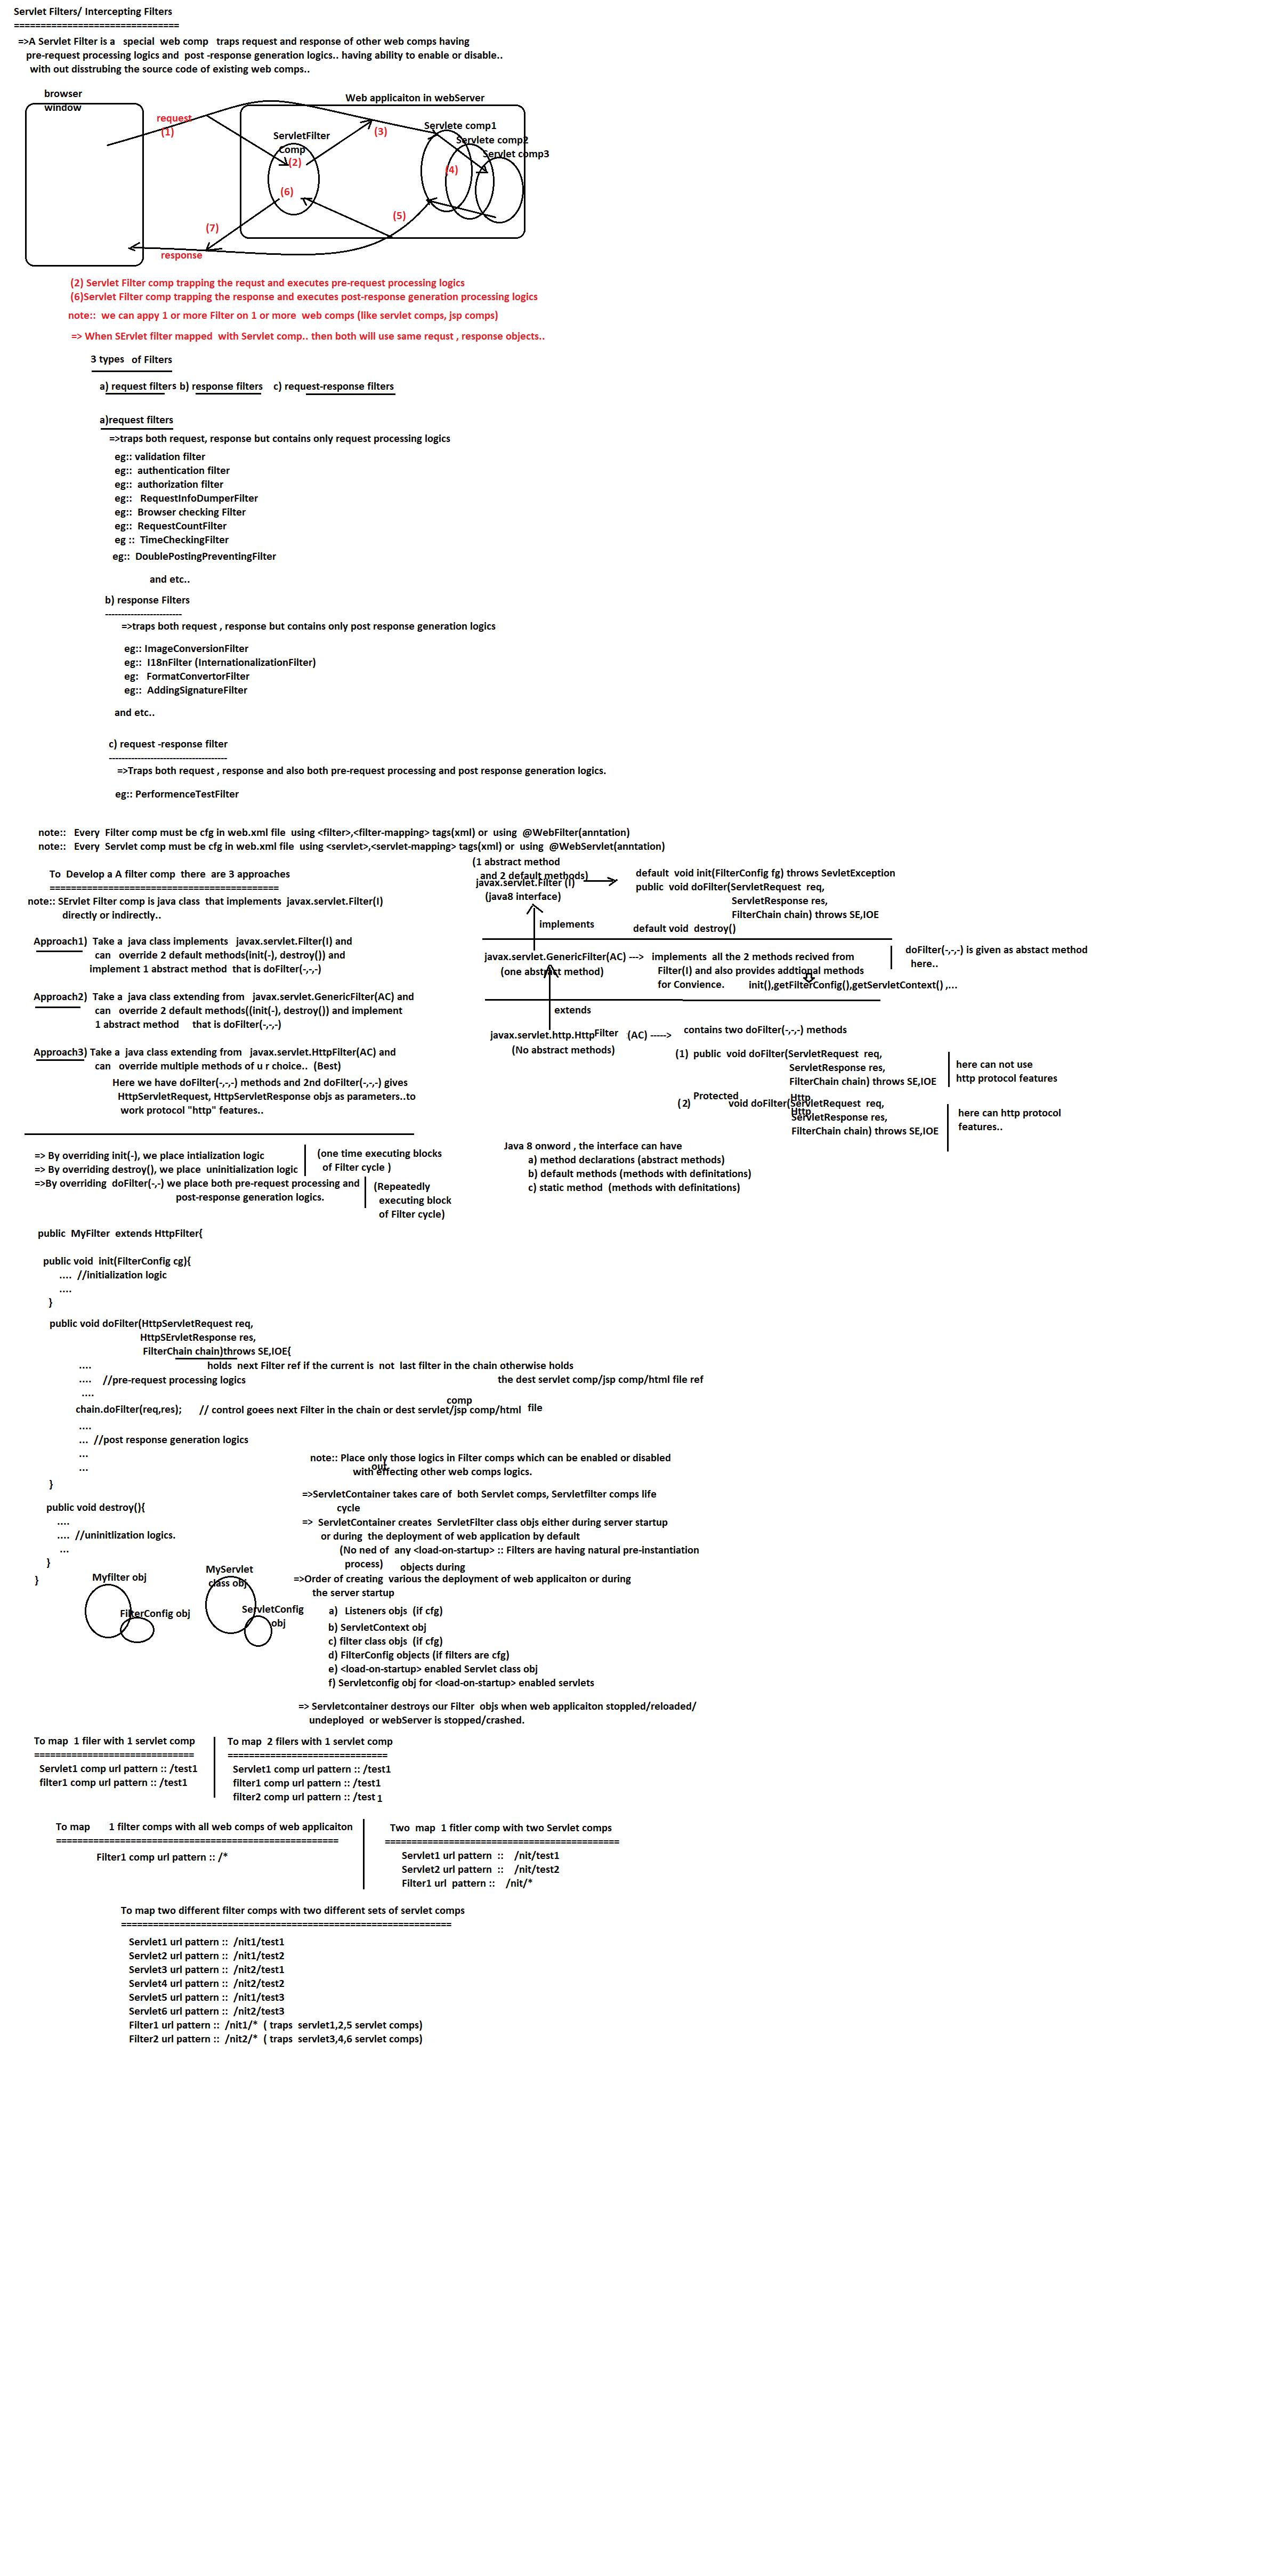 Servlet Filters/ Intercepting Filters
===============================
=>A Servlet Filter is a special web comp traps request and response of other web comps having
pre-request processing logics and post -response generation logics.. having ability to enable or disable..
with out disstrubing the source code of existing web comps..
browser
window
Web applicaiton in webServer
request
(1)
ServletFilter
Comp
(2)
(3)
Servlete comp1
Servlete comp2
Servlet comp3
(4)
(6)
(5)
(7)
response
(2) Servlet Filter comp trapping the requst and executes pre-request processing logics
(6)Servlet Filter comp trapping the response and executes post-response generation processing logics
note:: we can appy 1 or more Filter on 1 or more web comps (like servlet comps, jsp comps)
=> When SErvlet filter mapped with Servlet comp.. then both will use same requst , response objects..
3 types of Filters
a) request filters b) response filters c) request-response filters
a)request filters
=>traps both request, response but contains only request processing logics
eg:: validation filter
eg:: authentication filter
eg:: authorization filter
eg:: RequestInfoDumperFilter
eg:: Browser checking Filter
eg:: RequestCountFilter
eg :: TimeCheckingFilter
eg:: DoublePostingPreventingFilter
and etc..
b) response Filters
------------------------
=>traps both request , response but contains only post response generation logics
eg:: ImageConversionFilter
eg:: I18nFilter (InternationalizationFilter)
eg: FormatConvertorFilter
eg:: AddingSignatureFilter
and etc..
c) request -response filter
-------------------------------------
=>Traps both request , response and also both pre-request processing and post response generation logics.
eg:: PerformenceTestFilter
note:: Every Filter comp must be cfg in web.xml file using <filter>,<filter-mapping> tags(xml) or using @WebFilter(anntation)
note:: Every Servlet comp must be cfg in web.xml file using <servlet>,<servlet-mapping> tags(xml) or using @WebServlet(anntation)
To Develop a A filter comp there are 3 approaches
===========================================
note:: SErvlet Filter comp is java class that implements javax.servlet.Filter(I)
directly or indirectly..
Approach1) Take a java class implements javax.servlet.Filter(I) and
can override 2 default methods(init(-), destroy()) and
implement 1 abstract method that is doFilter(-,-,-)
Approach2) Take a java class extending from javax.servlet.GenericFilter(AC) and
can override 2 default methods((init(-), destroy()) and implement
1 abstract method that is doFilter(-,-,-)
Approach3) Take a java class extending from javax.servlet.HttpFilter(AC) and
can override multiple methods of u r choice.. (Best)
Here we have doFilter(-,-,-) methods and 2nd doFilter(-,-,-) gives
HttpServletRequest, HttpServletResponse objs as parameters..to
work protocol "http" features..
(1 abstract method
and 2 default methods)
javax.servlet.Filter (I)
(java8 interface)
default void init(FilterConfig fg) throws SevletException
public void doFilter(ServletRequest req,
ServletResponse res,
FilterChain chain) throws SE,IOE
default void destroy()
implements
javax.servlet.GenericFilter(AC) --->
(one abstract method)
implements all the 2 methods recived from
Filter(I) and also provides addtional methods
for Convience. init(),getFilterConfig(),getServletContext() ,...
doFilter(-,-,-) is given as abstact method
here..
extends
javax.servlet.http.HttpFilter (AC) ----->
(No abstract methods)
contains two doFilter(-,-,-) methods
(1) public void doFilter(ServletRequest req,
ServletResponse res,
FilterChain chain) throws SE,IOE
here can not use
http protocol features
Protected
Http
(2) void doFilter(ServletRequest req,
Http
ServletResponse res,
FilterChain chain) throws SE,IOE
here can http protocol
features..
Java 8 onword , the interface can have
a) method declarations (abstract methods)
b) default methods (methods with definitations)
c) static method (methods with definitations)
=> By overriding init(-), we place intialization logic
=> By overriding destroy(), we place uninitialization logic
(one time executing blocks
of Filter cycle )
=>By overriding doFilter(-,-) we place both pre-request processing and
post-response generation logics.
(Repeatedly
executing block
of Filter cycle)
public MyFilter extends HttpFilter{
public void init(FilterConfig cg){
.... //initialization logic
....
}
public void doFilter(HttpServletRequest req,
HttpSErvletResponse res,
FilterChain chain)throws SE,IOE{
.... holds next Filter ref if the current is not last filter in the chain otherwise holds
the dest servlet comp/jsp comp/html file ref
.... //pre-request processing logics
....
comp
chain.doFilter(req,res); // control goees next Filter in the chain or dest servlet/jsp comp/html file
....
... //post response generation logics
...
...
}
public void destroy(){
....
.... //uninitlization logics.
...
}
}
note:: Place only those logics in Filter comps which can be enabled or disabled
out
with effecting other web comps logics.
=>ServletContainer takes care of both Servlet comps, Servletfilter comps life
cycle
=> ServletContainer creates ServletFilter class objs either during server startup
or during the deployment of web application by default
(No ned of any <load-on-startup> :: Filters are having natural pre-instantiation
process)
objects during
=>Order of creating various the deployment of web applicaiton or during
the server startup
a) Listeners objs (if cfg)
b) ServletContext obj
c) filter class objs (if cfg)
d) FilterConfig objects (if filters are cfg)
e) <load-on-startup> enabled Servlet class obj
f) Servletconfig obj for <load-on-startup> enabled servlets
Myfilter obj
FilterConfig obj
MyServlet
class obj
ServletConfig
obj
=> Servletcontainer destroys our Filter objs when web applicaiton stoppled/reloaded/
undeployed or webServer is stopped/crashed.
To map 1 filer with 1 servlet comp
==============================
Servlet1 comp url pattern :: /test1
filter1 comp url pattern :: /test1
To map 2 filers with 1 servlet comp
==============================
Servlet1 comp url pattern :: /test1
filter1 comp url pattern :: /test1
filter2 comp url pattern :: /test 1
To map 1 filter comps with all web comps of web applicaiton
=====================================================
Filter1 comp url pattern :: /*
Two map 1 fitler comp with two Servlet comps
============================================
Servlet1 url pattern :: /nit/test1
Servlet2 url pattern :: /nit/test2
Filter1 url pattern :: /nit/*
To map two different filter comps with two different sets of servlet comps
==============================================================
Servlet1 url pattern :: /nit1/test1
Servlet2 url pattern :: /nit1/test2
Servlet3 url pattern :: /nit2/test1
Servlet4 url pattern :: /nit2/test2
Servlet5 url pattern :: /nit1/test3
Servlet6 url pattern :: /nit2/test3
Filter1 url pattern :: /nit1/* ( traps servlet1,2,5 servlet comps)
Filter2 url pattern :: /nit2/* ( traps servlet3,4,6 servlet comps)